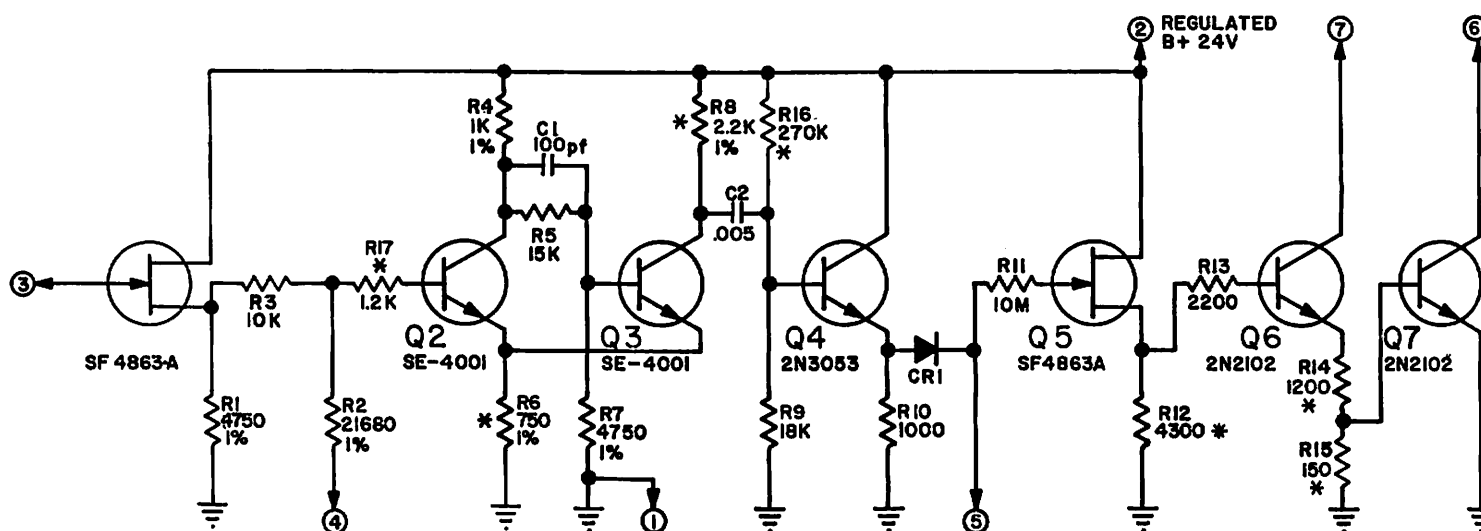 ② REGULATED
B+ 24V
⑦
⑥
R4
1K
1%
C1
100pf
*
R8
2.2K
1%
R16
270K
*
C2
.005
R5
15K
③
R3
10K
R17
*
1.2K
R11
10M
R13
2200
Q2
SE-4001
Q3
SE-4001
Q4
2N3053
Q5
SF4863A
Q6
2N2102
Q7
2N2102
SF 4863-A
CR1
R1
4750
1%
R2
21680
1%
*
R6
750
1%
R7
4750
1%
R9
18K
R10
1000
R12
4300 *
R14
1200
*
R15
150
*
④
①
⑤